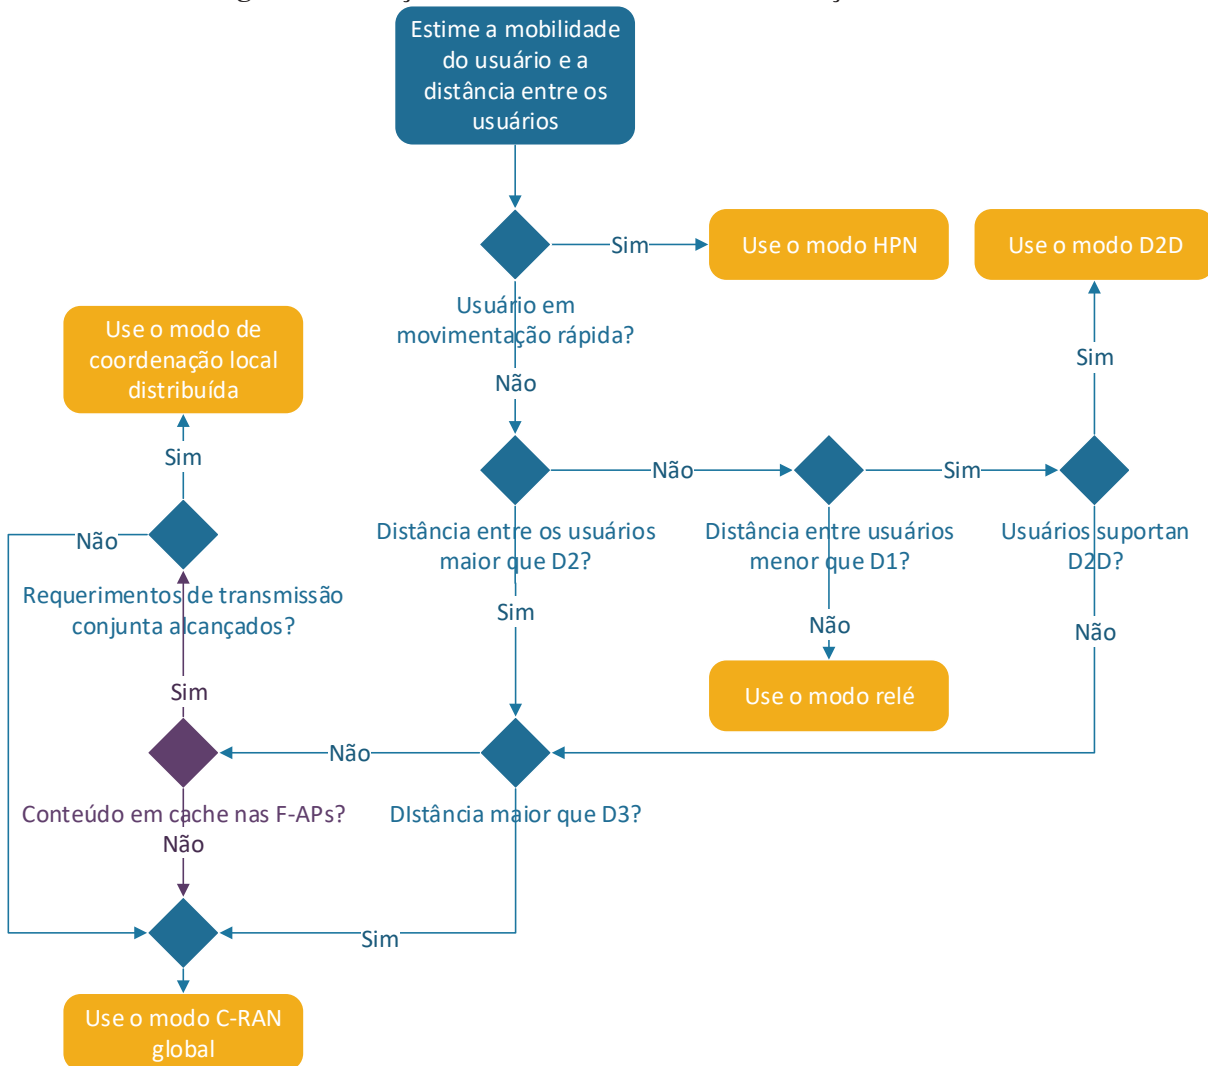 Estime a mobilidade
do usuário e a
distância entre os
usuários
Sim
Use o modo HPN
Use o modo D2D
Usuário em
movimentação rápida?
Use o modo de
coordenação local
distribuída
Sim
Não
Sim
Não
Sim
Distância entre os usuários
maior que D2?
Distância entre usuários
menor que D1?
Usuários suportan
D2D?
Não
Requerimentos de transmissão
conjunta alcançados?
Sim
Não
Não
Sim
Use o modo relé
Não
Conteúdo em cache nas F-APs?
DIstância maior que D3?
Não
Sim
Use o modo C-RAN
global